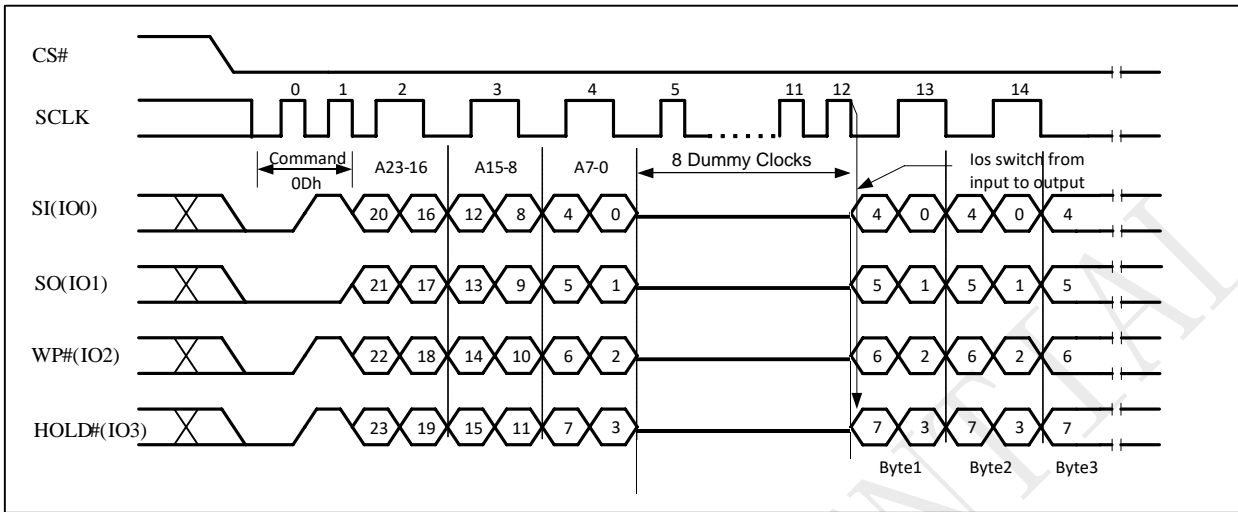 CS#
0 1 2 3 4 5 11 12 13 14
SCLK
Command
0Dh
A23-16 A15-8 A7-0
8 Dummy Clocks
Ios switch from
input to output
SI(IO0) 20 16 12 8 4 0 4 0 4 0 4
SO(IO1) 21 17 13 9 5 1 5 1 5 1 5
WP#(IO2) 22 18 14 10 6 2 6 2 6 2 6
HOLD#(IO3) 23 19 15 11 7 3 7 3 7 3 7
Byte1 Byte2 Byte3
NTIAL